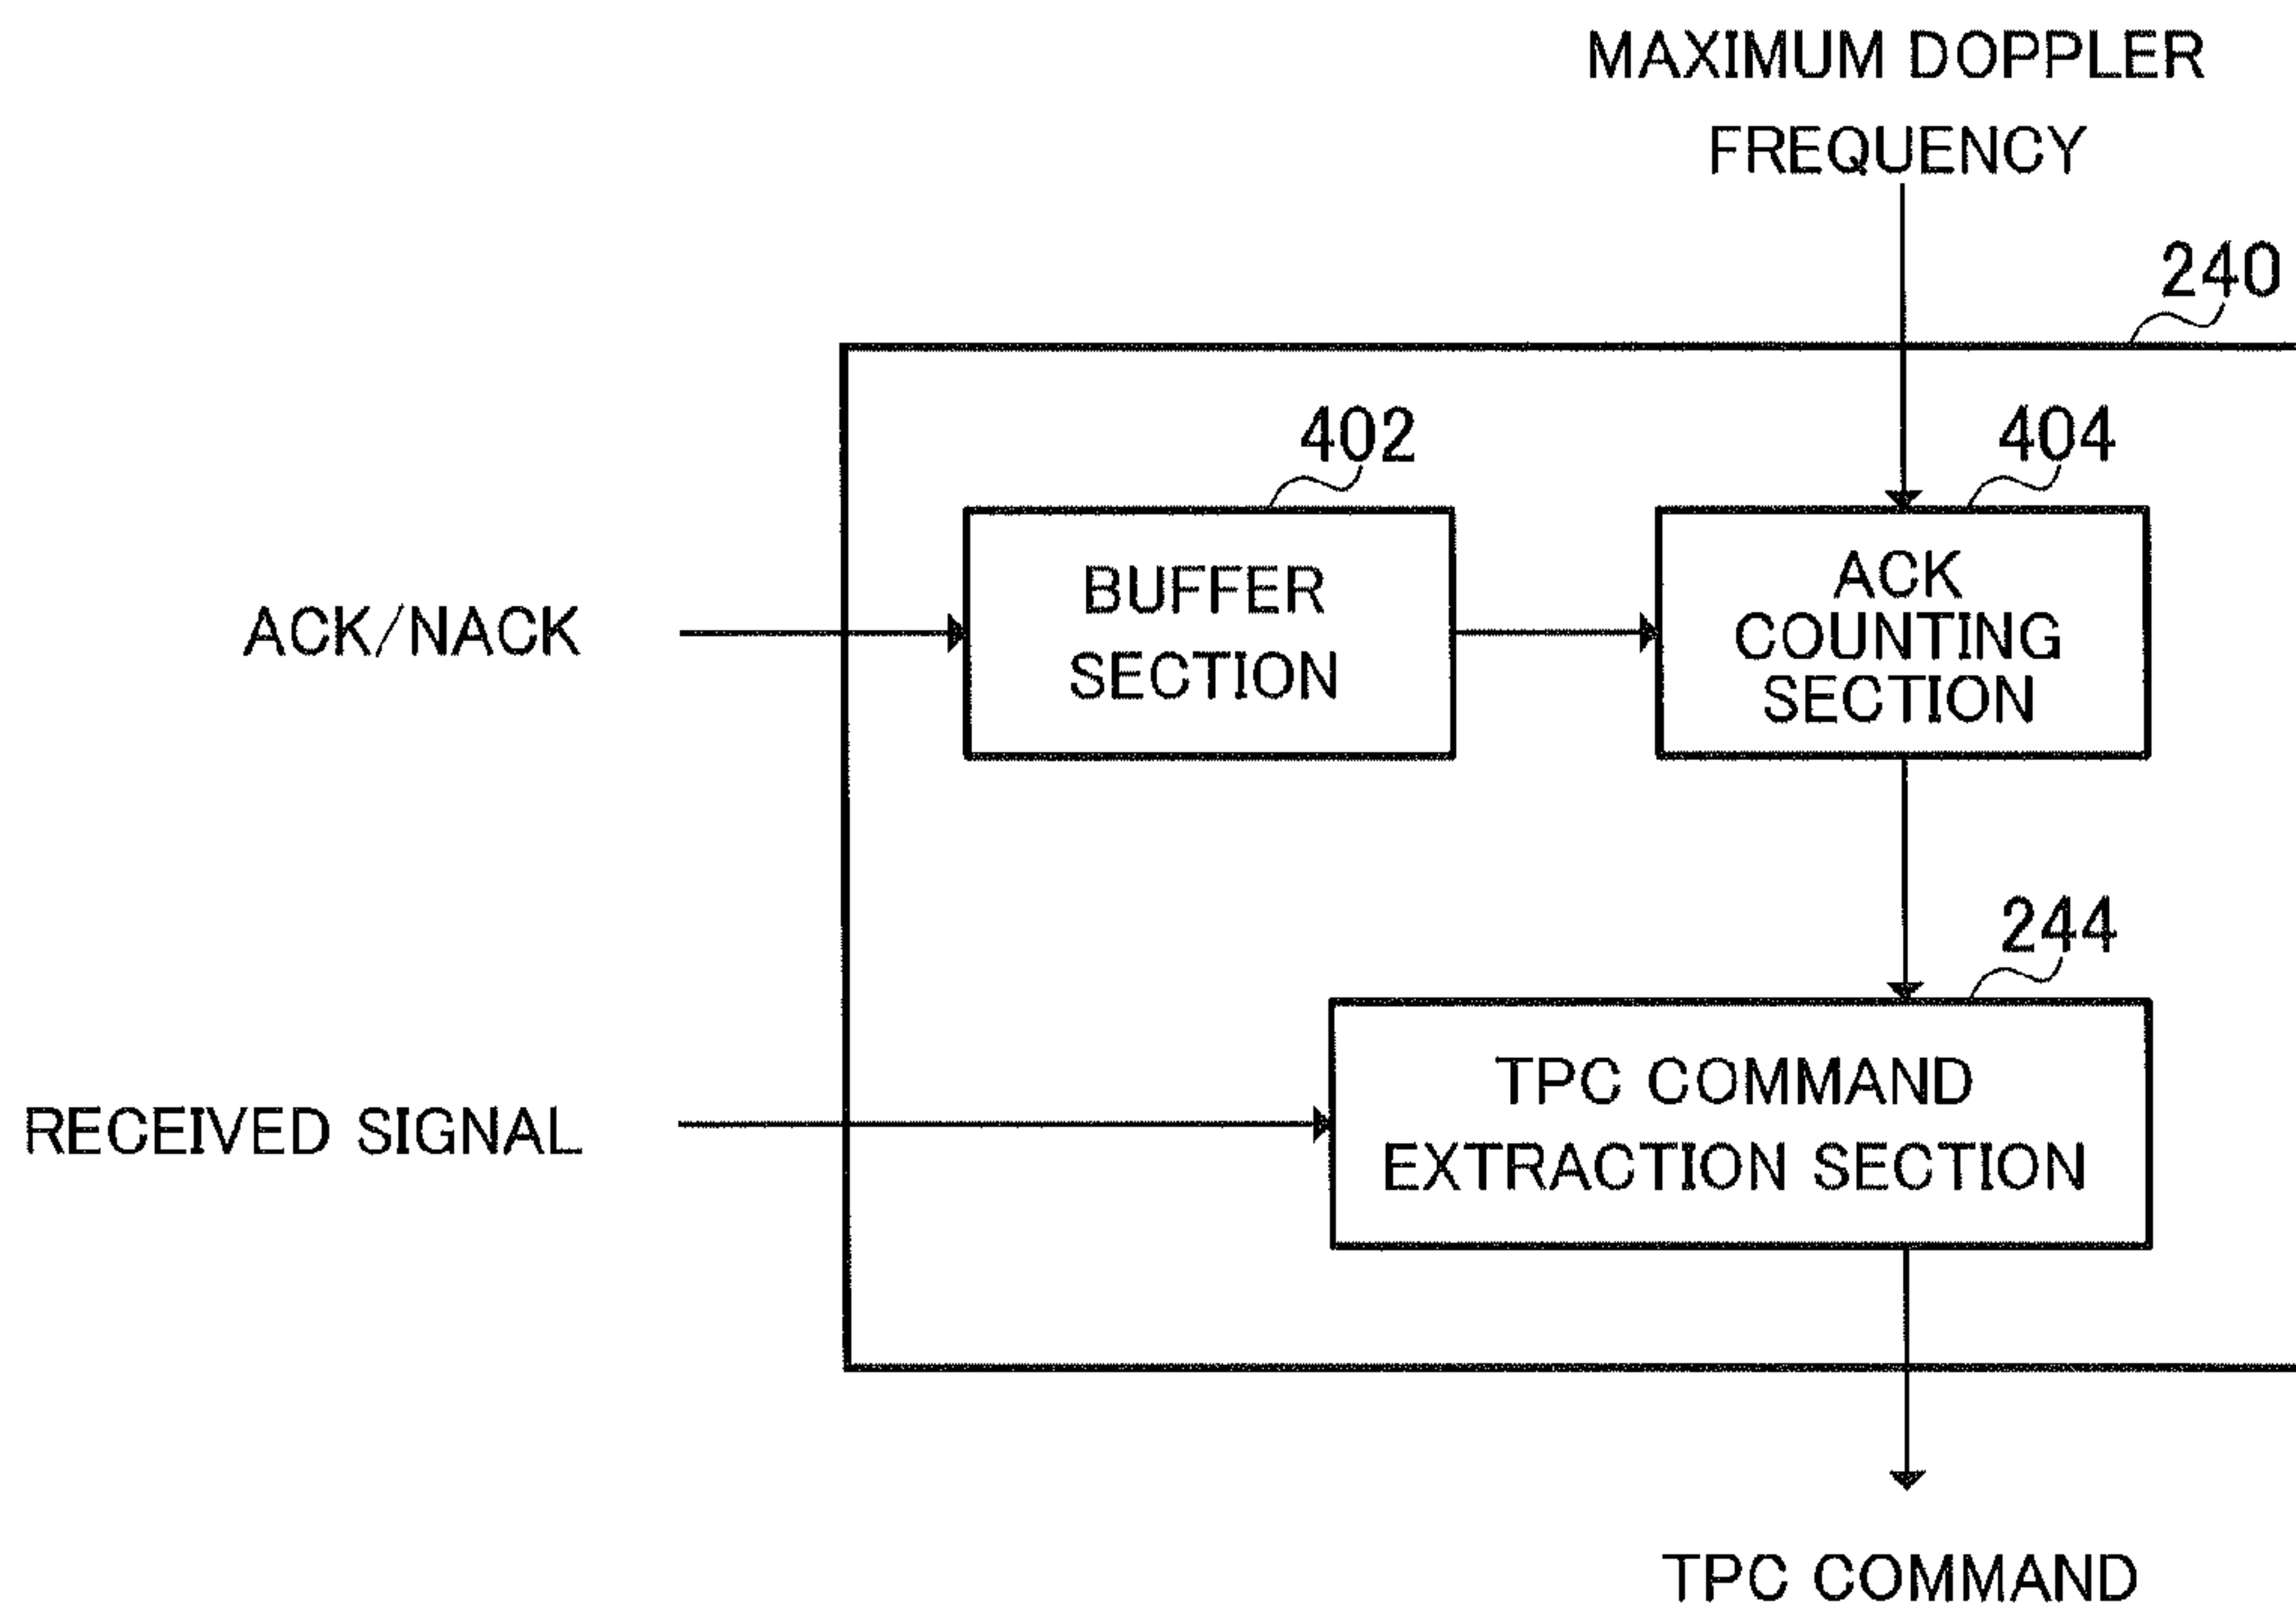 MAXIMUM DOPPLER
FREQUENCY
240
402
404
ACK/NACK
BUFFER
SECTION
ACK
COUNTING
SECTION
244
RECEIVED SIGNAL
TPC COMMAND
EXTRACTION SECTION
TPC COMMAND